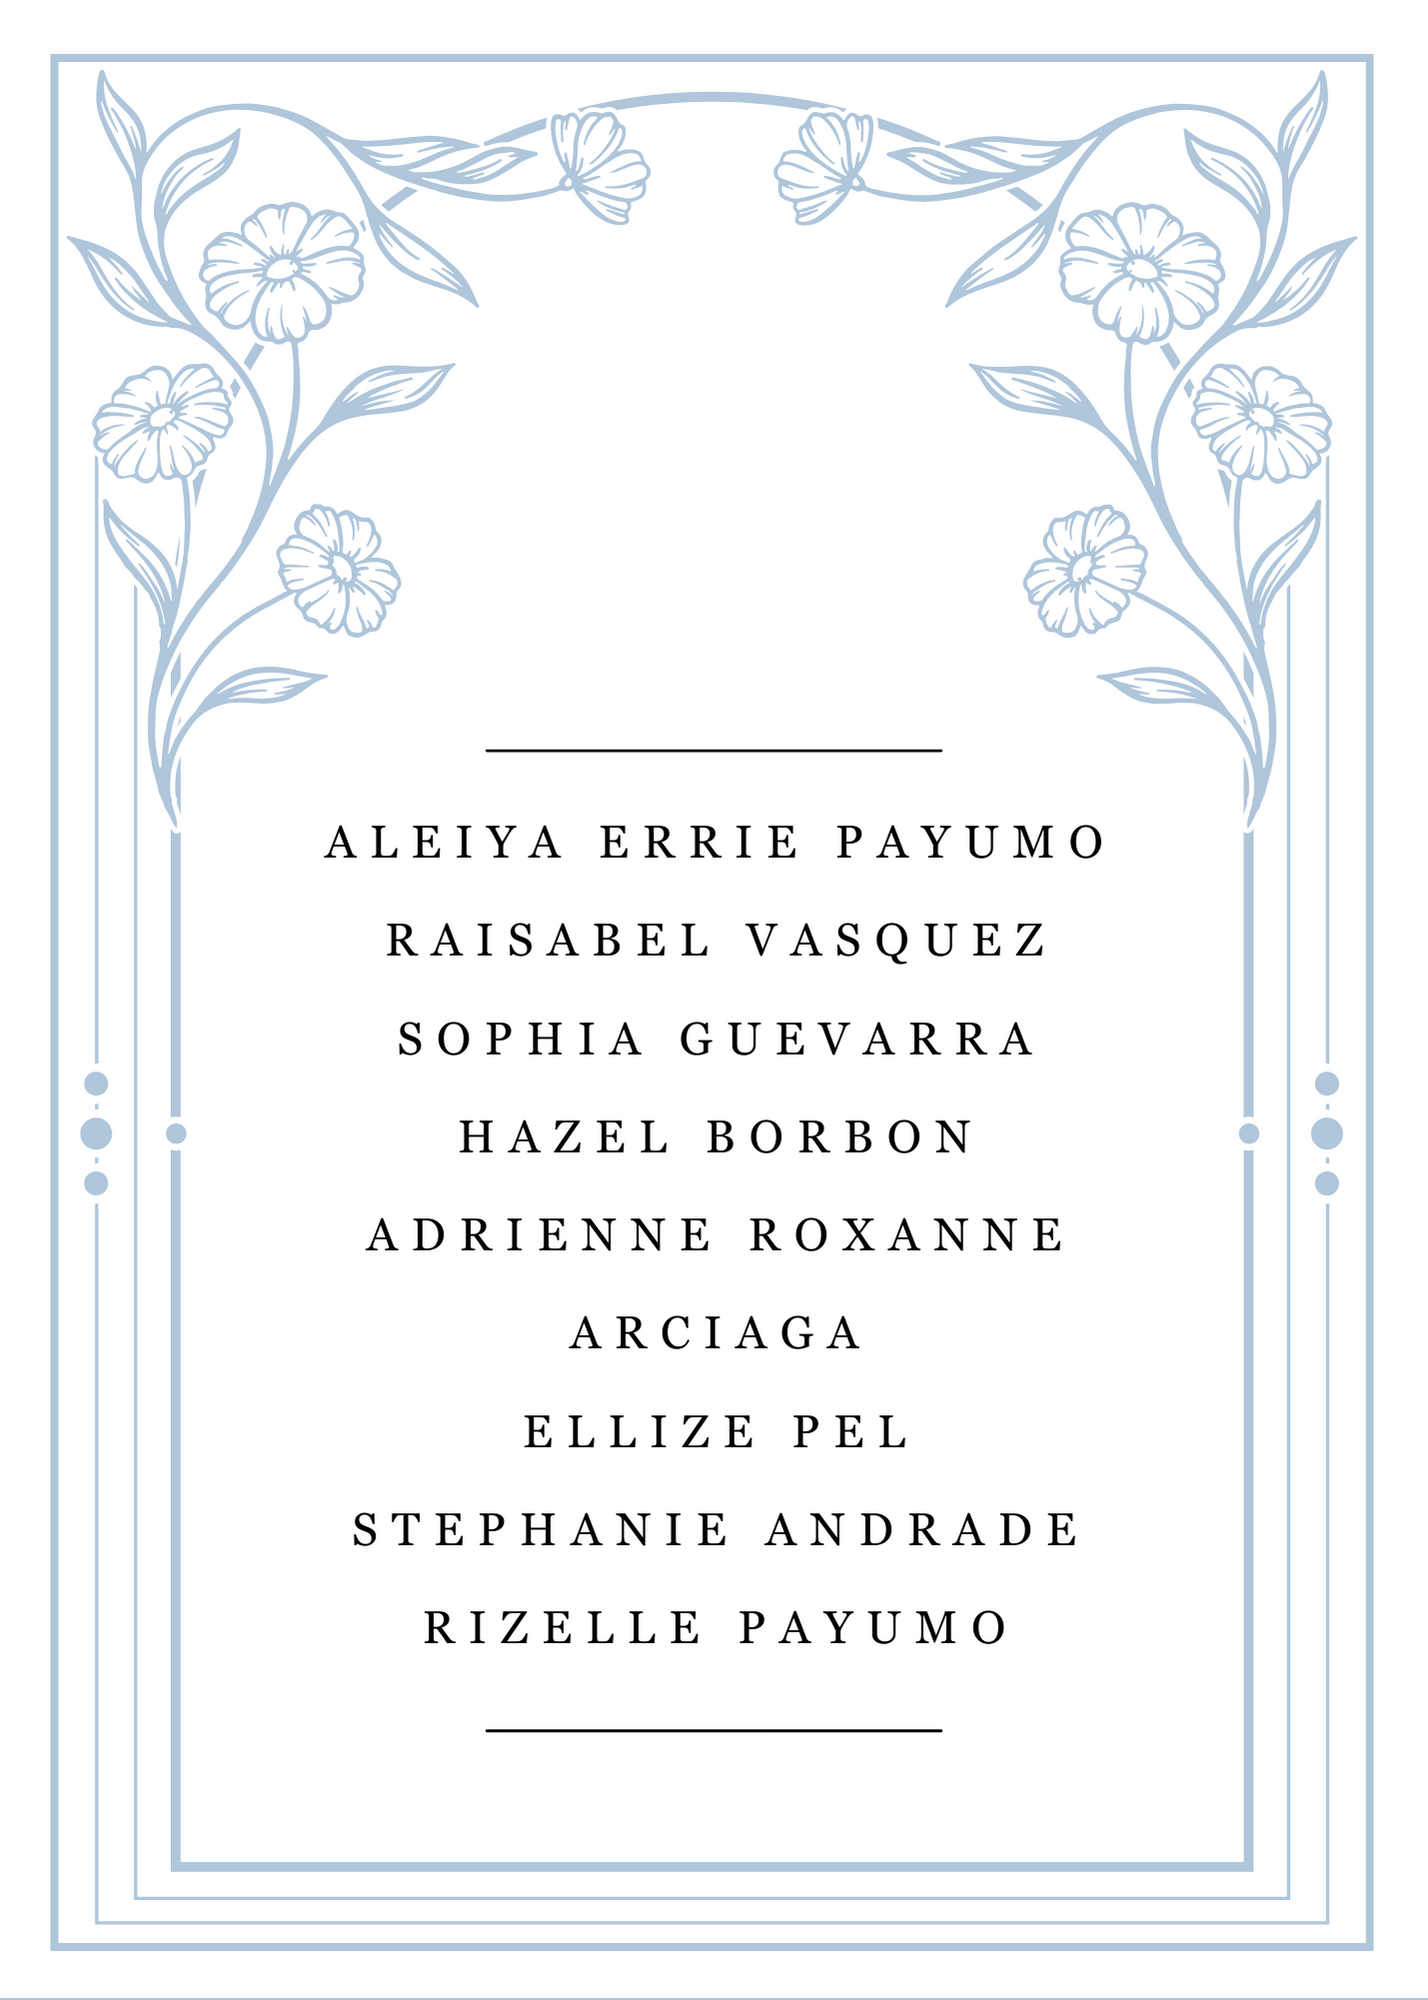 ALEIYA ERRIE PAYUMO
RAISABEL VASQUEZ
SOPHIA GUEVARRA
HAZEL BORBON
ADRIENNE ROXANNE
ARCIAGA
ELLIZE PEL
STEPHANIE ANDRADE
RIZELLE PAYUMO